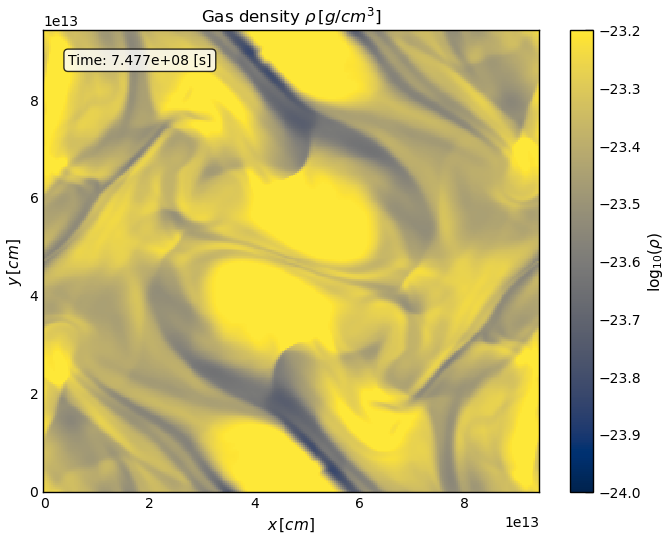 Gas density ρ [g/cm³]
1e13
Time: 7.477e+08 [s]
8
6
4
2
0
y [cm]
0
2
4
6
8
x [cm]
1e13
−23.2
−23.3
−23.4
−23.5
−23.6
−23.7
−23.8
−23.9
−24.0
log₁₀(ρ)